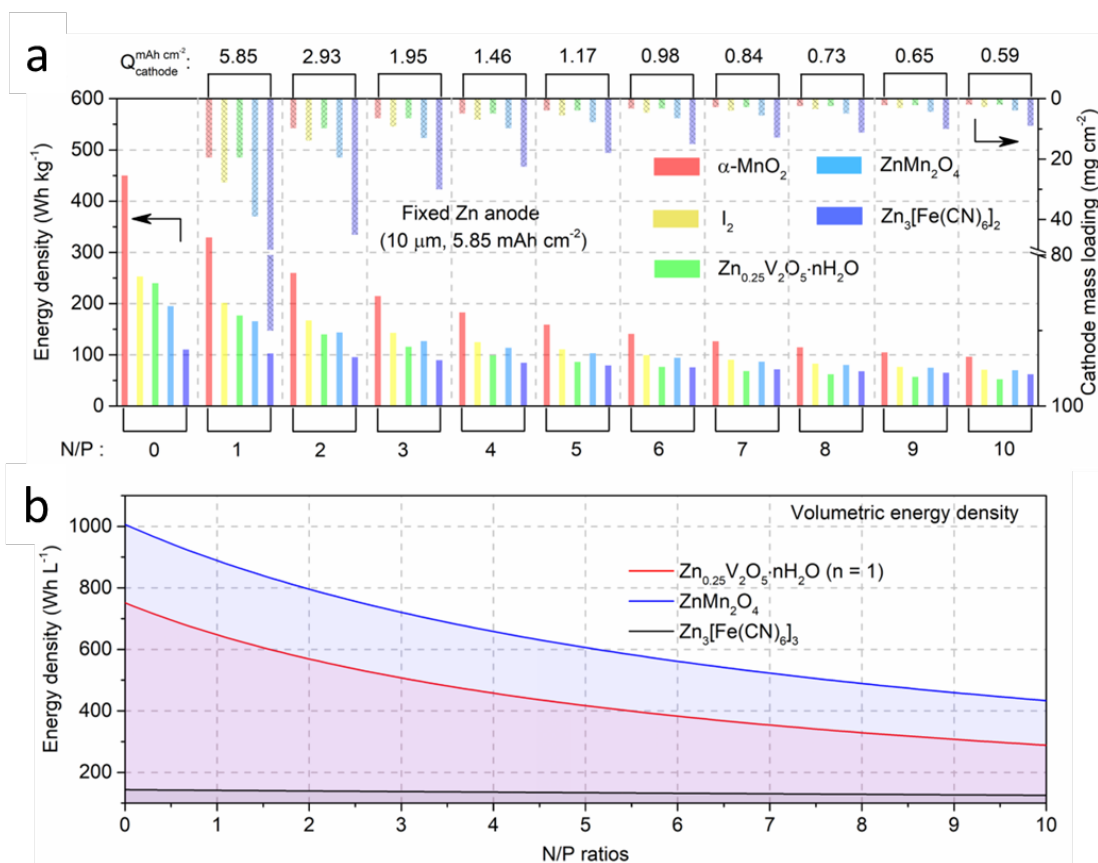 a
Q cathode mAh cm⁻² : 5.85 2.93 1.95 1.46 1.17 0.98 0.84 0.73 0.65 0.59
600
500
400
300
200
100
0
Energy density (Wh kg⁻¹)
0
20
40
80
100
Cathode mass loading (mg cm⁻²)
Fixed Zn anode
(10 μm, 5.85 mAh cm⁻²)
α-MnO₂
I₂
Zn₀.₂₅V₂O₅·nH₂O
ZnMn₂O₄
Zn₃[Fe(CN)₆]₂
N/P : 0 1 2 3 4 5 6 7 8 9 10
b
Volumetric energy density
1000
800
600
400
200
Energy density (Wh L⁻¹)
Zn₀.₂₅V₂O₅·nH₂O (n = 1)
ZnMn₂O₄
Zn₃[Fe(CN)₆]₃
0 1 2 3 4 5 6 7 8 9 10
N/P ratios